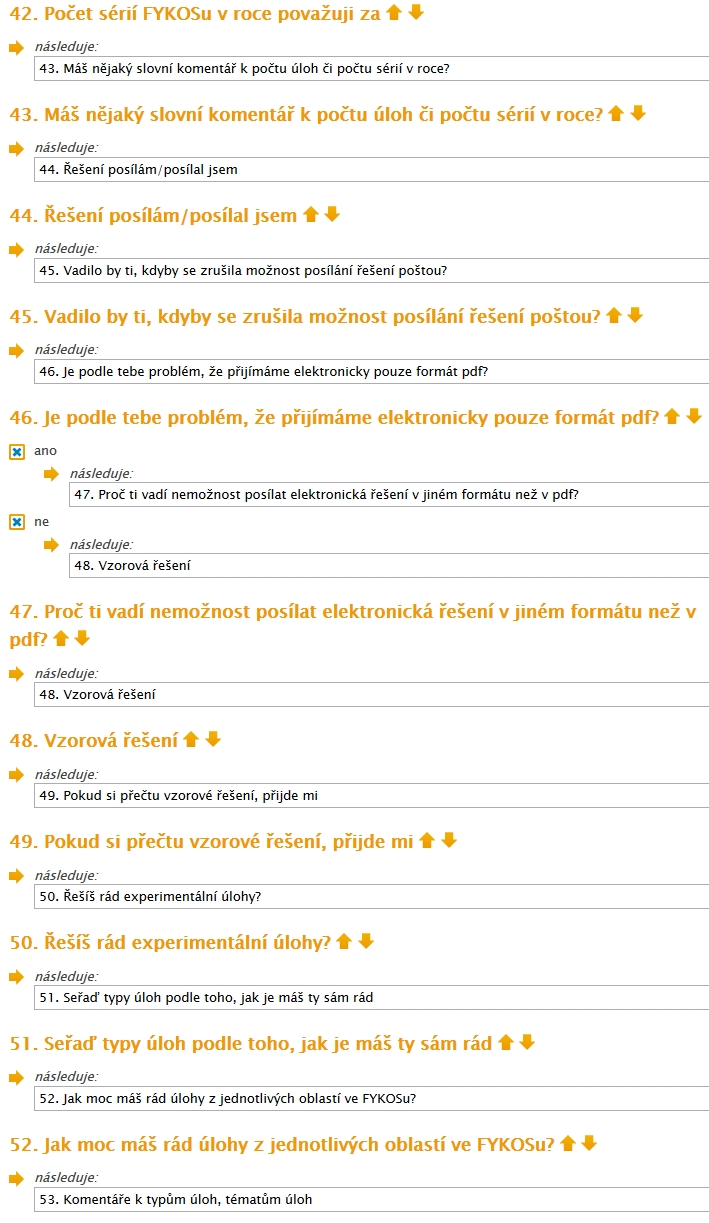 42. Počet sérií FYKOSu v roce považuji za
následuje:
43. Máš nějaký slovní komentář k počtu úloh či počtu sérií v roce?
43. Máš nějaký slovní komentář k počtu úloh či počtu sérií v roce?
následuje:
44. Řešení posílám/posílal jsem
44. Řešení posílám/posílal jsem
následuje:
45. Vadilo by ti, kdyby se zrušila možnost posílání řešení poštou?
45. Vadilo by ti, kdyby se zrušila možnost posílání řešení poštou?
následuje:
46. Je podle tebe problém, že přijímáme elektronicky pouze formát pdf?
46. Je podle tebe problém, že přijímáme elektronicky pouze formát pdf?
ano
následuje:
47. Proč ti vadí nemožnost posílat elektronická řešení v jiném formátu než v pdf?
ne
následuje:
48. Vzorová řešení
47. Proč ti vadí nemožnost posílat elektronická řešení v jiném formátu než v
pdf?
následuje:
48. Vzorová řešení
48. Vzorová řešení
následuje:
49. Pokud si přečtu vzorové řešení, přijde mi
49. Pokud si přečtu vzorové řešení, přijde mi
následuje:
50. Řešíš rád experimentální úlohy?
50. Řešíš rád experimentální úlohy?
následuje:
51. Seřaď typy úloh podle toho, jak je máš ty sám rád
51. Seřaď typy úloh podle toho, jak je máš ty sám rád
následuje:
52. Jak moc máš rád úlohy z jednotlivých oblastí ve FYKOSu?
52. Jak moc máš rád úlohy z jednotlivých oblastí ve FYKOSu?
následuje:
53. Komentáře k typům úloh, tématům úloh